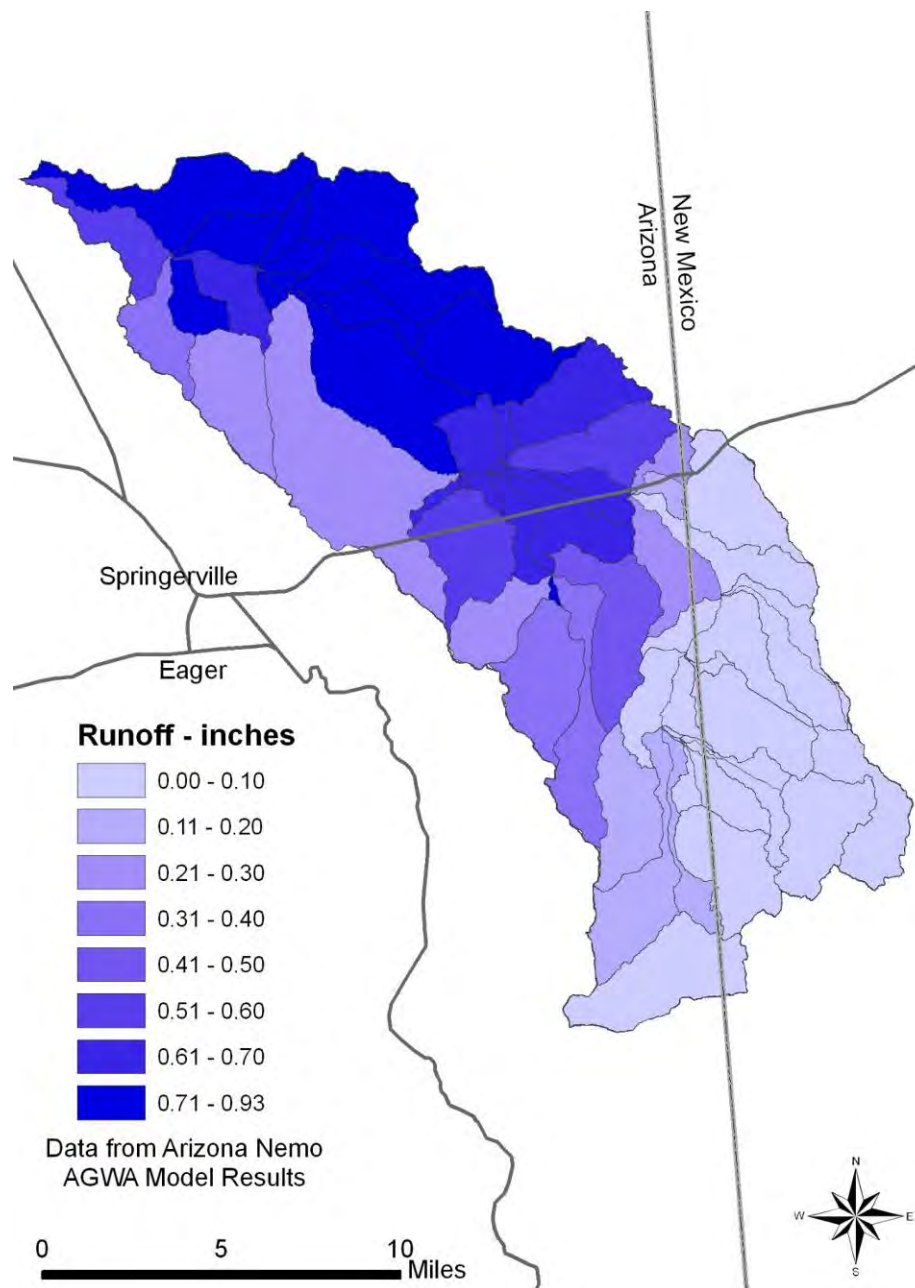 New Mexico
Arizona
Springerville
Eager
Runoff - inches
0.00 - 0.10
0.11 - 0.20
0.21 - 0.30
0.31 - 0.40
0.41 - 0.50
0.51 - 0.60
0.61 - 0.70
0.71 - 0.93
Data from Arizona Nemo
AGWA Model Results
N
W E
S
0 5 10
Miles